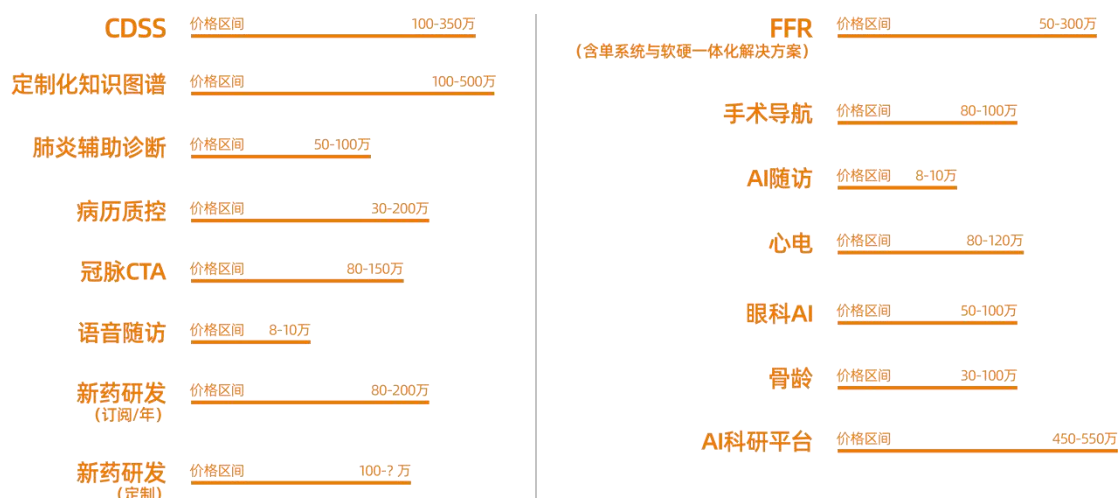 CDSS 价格区间 100-350万
定制化知识图谱 价格区间 100-500万
肺炎辅助诊断 价格区间 50-100万
病历质控 价格区间 30-200万
冠脉CTA 价格区间 80-150万
语音随访 价格区间 8-10万
新药研发 价格区间 80-200万
（订阅/年）
新药研发 价格区间 100-? 万
（定制）
FFR 价格区间 50-300万
（含单系统与软硬一体化解决方案）
手术导航 价格区间 80-100万
AI随访 价格区间 8-10万
心电 价格区间 80-120万
眼科AI 价格区间 50-100万
骨龄 价格区间 30-100万
AI科研平台 价格区间 450-550万